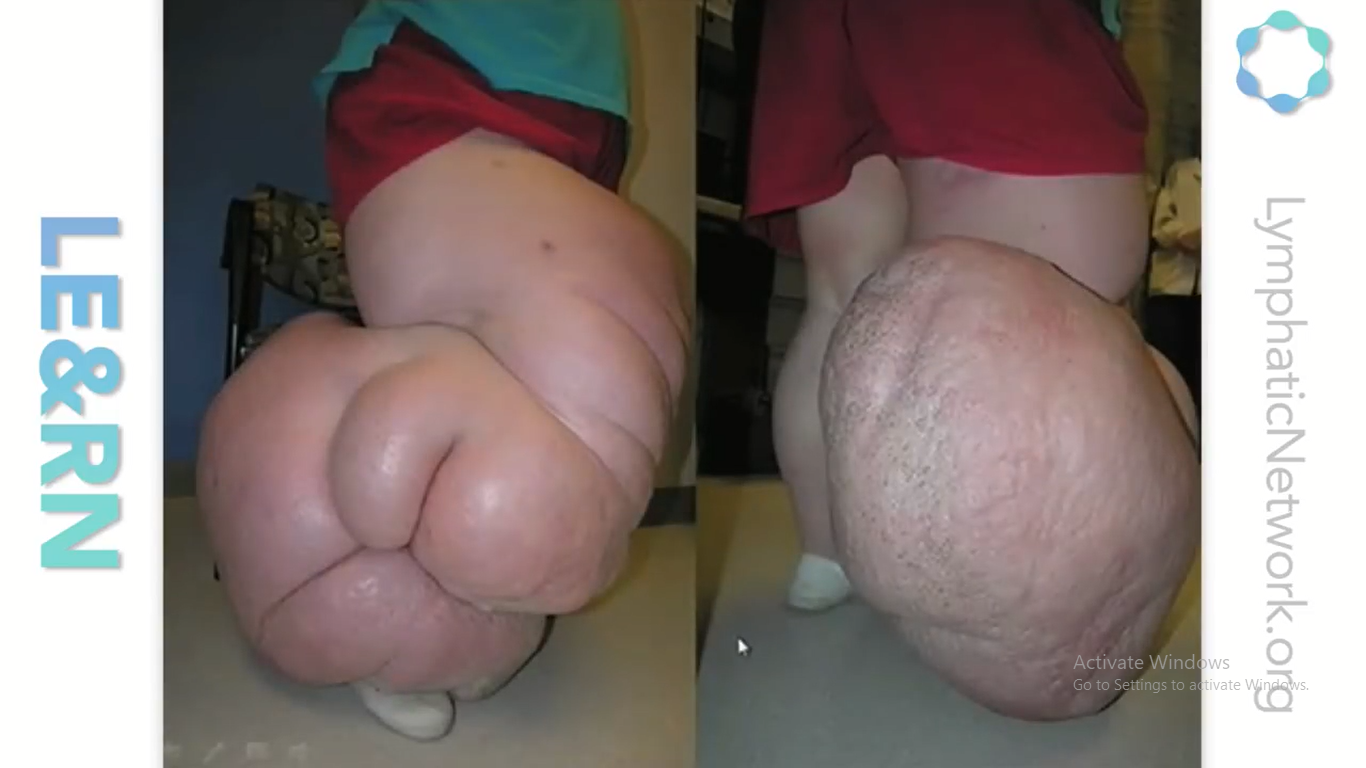 LE&RN
LymphaticNetwork.org
Activate Windows
Go to Settings to activate Windows.